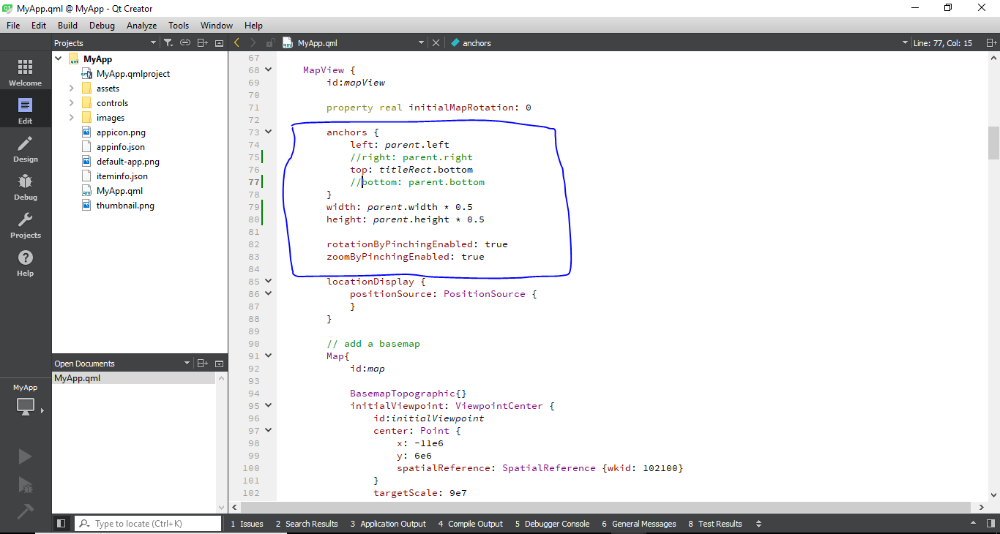 MyApp.qml @ MyApp - Qt Creator
File Edit Build Debug Analyze Tools Window Help
Projects MyApp.qml anchors Line: 77, Col: 15
Welcome
Edit
Design
Debug
Projects
Help
MyApp
MyApp
MyApp.qmlproject
assets
controls
images
appicon.png
appinfo.json
default-app.png
iteminfo.json
MyApp.qml
thumbnail.png
Open Documents
MyApp.qml
67
68 MapView {
69 id:mapView
70
71 property real initialMapRotation: 0
72
73 anchors {
74 left: parent.left
75 //right: parent.right
76 top: titleRect.bottom
77 //bottom: parent.bottom
78 }
79 width: parent.width * 0.5
80 height: parent.height * 0.5
81
82 rotationByPinchingEnabled: true
83 zoomByPinchingEnabled: true
84
85 locationDisplay {
86 positionSource: PositionSource {
87 }
88 }
89
90 // add a basemap
91 Map{
92 id:map
93
94 BasemapTopographic{}
95 initialViewpoint: ViewpointCenter {
96 id:initialViewpoint
97 center: Point {
98 x: -11e6
99 y: 6e6
100 spatialReference: SpatialReference {wkid: 102100}
101 }
102 targetScale: 9e7
Type to locate (Ctrl+K) 1 Issues 2 Search Results 3 Application Output 4 Compile Output 5 Debugger Console 6 General Messages 8 Test Results